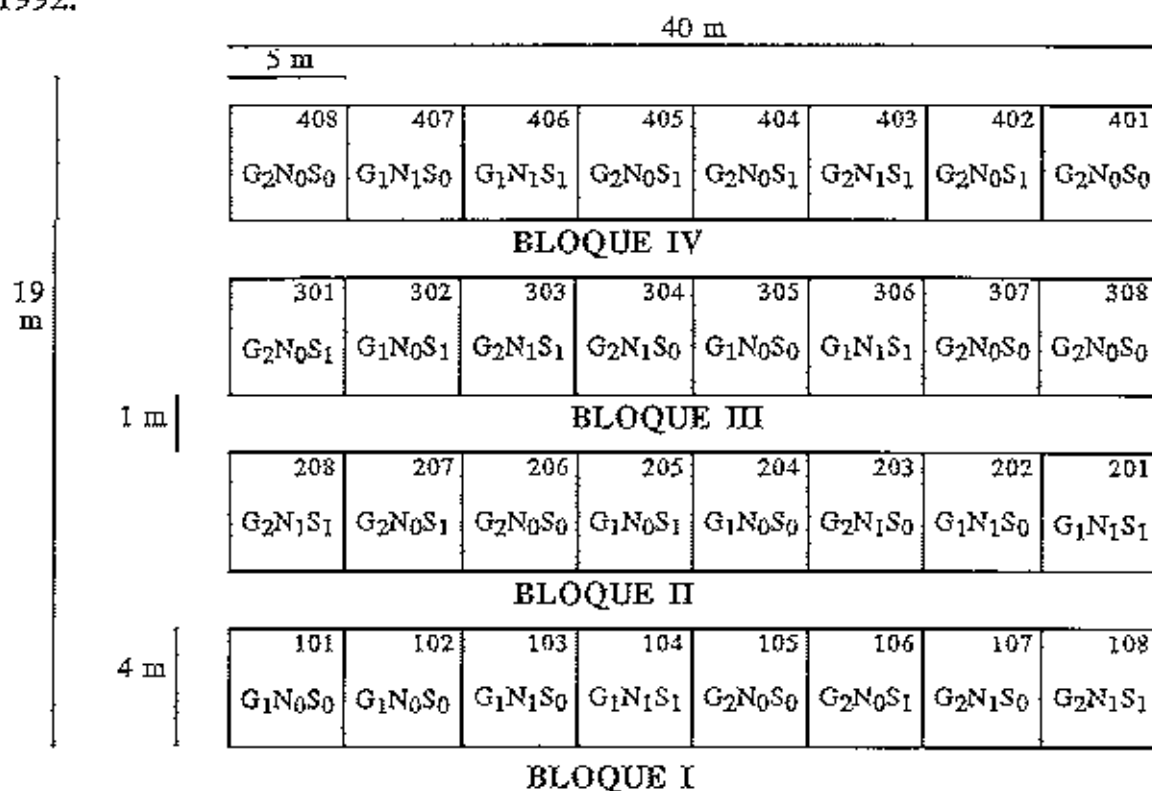 1992.
40 m
5 m
408 407 406 405 404 403 402 401
G2N0S0 G1N1S0 G1N1S1 G2N0S1 G2N0S1 G2N1S1 G2N0S1 G2N0S0
BLOQUE IV
19
m
301 302 303 304 305 306 307 308
G2N0S1 G1N0S1 G2N1S1 G2N1S0 G1N0S0 G1N1S1 G2N0S0 G2N0S0
1 m
BLOQUE III
208 207 206 205 204 203 202 201
G2N1S1 G2N0S1 G2N0S0 G1N0S1 G1N0S0 G2N1S0 G1N1S0 G1N1S1
BLOQUE II
4 m
101 102 103 104 105 106 107 108
G1N0S0 G1N0S0 G1N1S0 G1N1S1 G2N0S0 G2N0S1 G2N1S0 G2N1S1
BLOQUE I